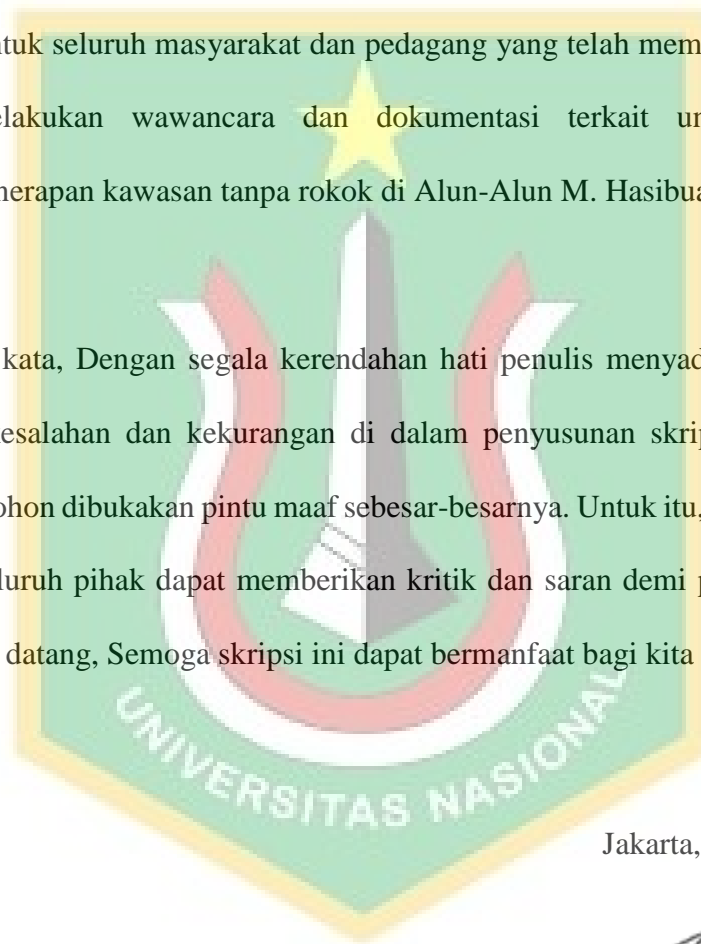 ntuk seluruh masyarakat dan pedagang yang telah mem
elakukan wawancara dan dokumentasi terkait un
nerapan kawasan tanpa rokok di Alun-Alun M. Hasibua
kata, Dengan segala kerendahan hati penulis menyad
kesalahan dan kekurangan di dalam penyusunan skrip
ohon dibukakan pintu maaf sebesar-besarnya. Untuk itu,
luruh pihak dapat memberikan kritik dan saran demi p
datang, Semoga skripsi ini dapat bermanfaat bagi kita
UNIVERSITAS NASIONAL
Jakarta,